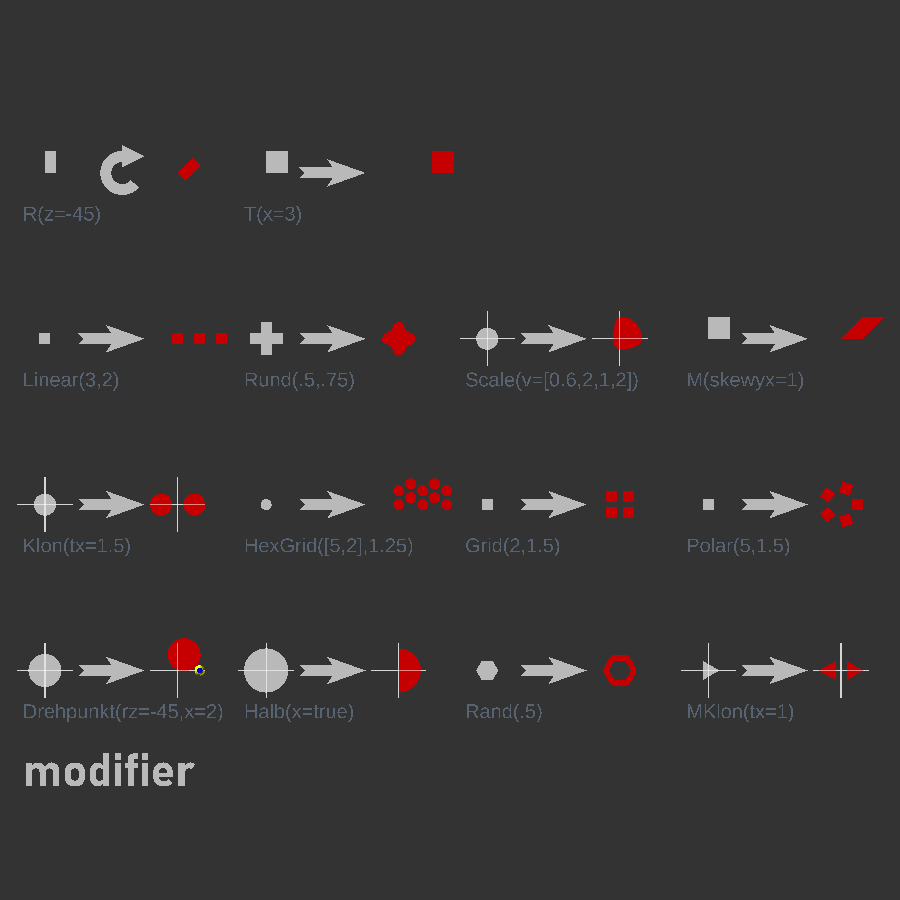 R(z=-45) T(x=3)
Linear(3,2) Rund(.5,.75) Scale(v=[0.6,2,1,2]) M(skewyx=1)
Klon(tx=1.5) HexGrid([5,2],1.25) Grid(2,1.5) Polar(5,1.5)
Drehpunkt(rz=-45,x=2) Halb(x=true) Rand(.5) MKlon(tx=1)
modifier